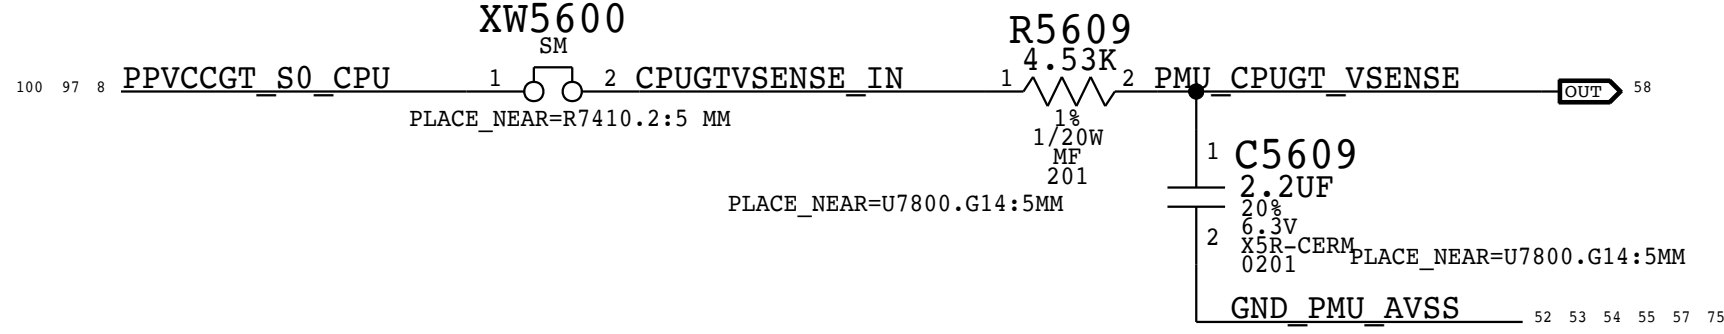 XW5600
SM
R5609
4.53K
100 97 8 PPVCCGT_S0_CPU 1 2 CPUGTVSENSE_IN 1 2 PMU_CPUGT_VSENSE OUT 58
PLACE_NEAR=R7410.2:5 MM
1%
1/20W
MF
201
PLACE_NEAR=U7800.G14:5MM
1 C5609
2.2UF
20%
6.3V
2 X5R-CERM
0201
PLACE_NEAR=U7800.G14:5MM
GND_PMU_AVSS 52 53 54 55 57 75